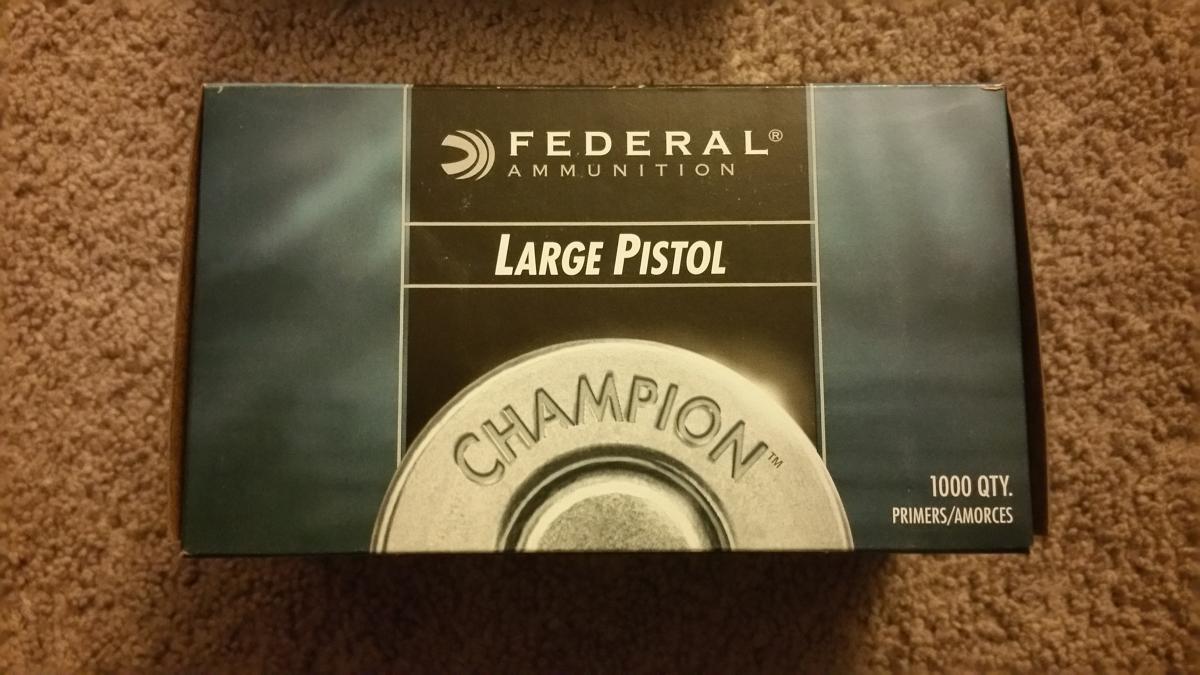 FEDERAL®
AMMUNITION
LARGE PISTOL
CHAMPION™
1000 QTY.
PRIMERS/AMORCES